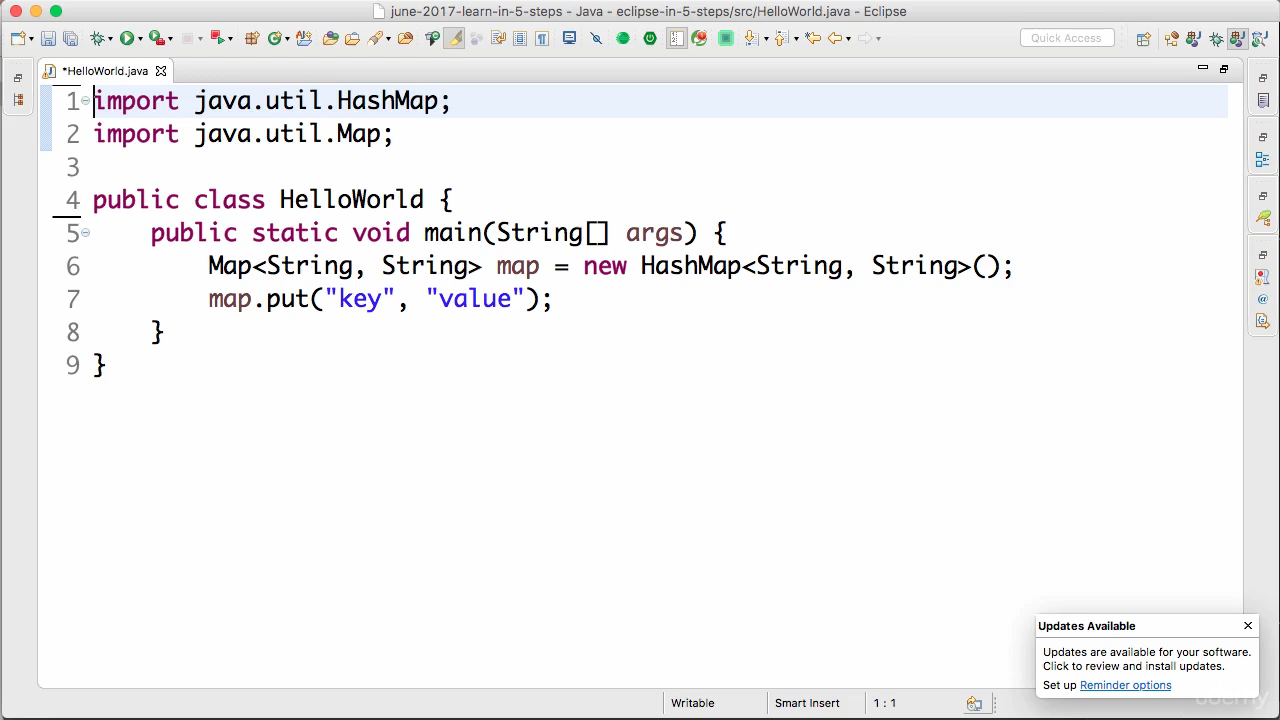 june-2017-learn-in-5-steps - Java - eclipse-in-5-steps/src/HelloWorld.java - Eclipse
Quick Access
*HelloWorld.java
1 import java.util.HashMap;
2 import java.util.Map;
3
4 public class HelloWorld {
5 public static void main(String[] args) {
6 Map<String, String> map = new HashMap<String, String>();
7 map.put("key", "value");
8 }
9 }
Updates Available
Updates are available for your software.
Click to review and install updates.
Set up Reminder options
udemy
Writable Smart Insert 1 : 1